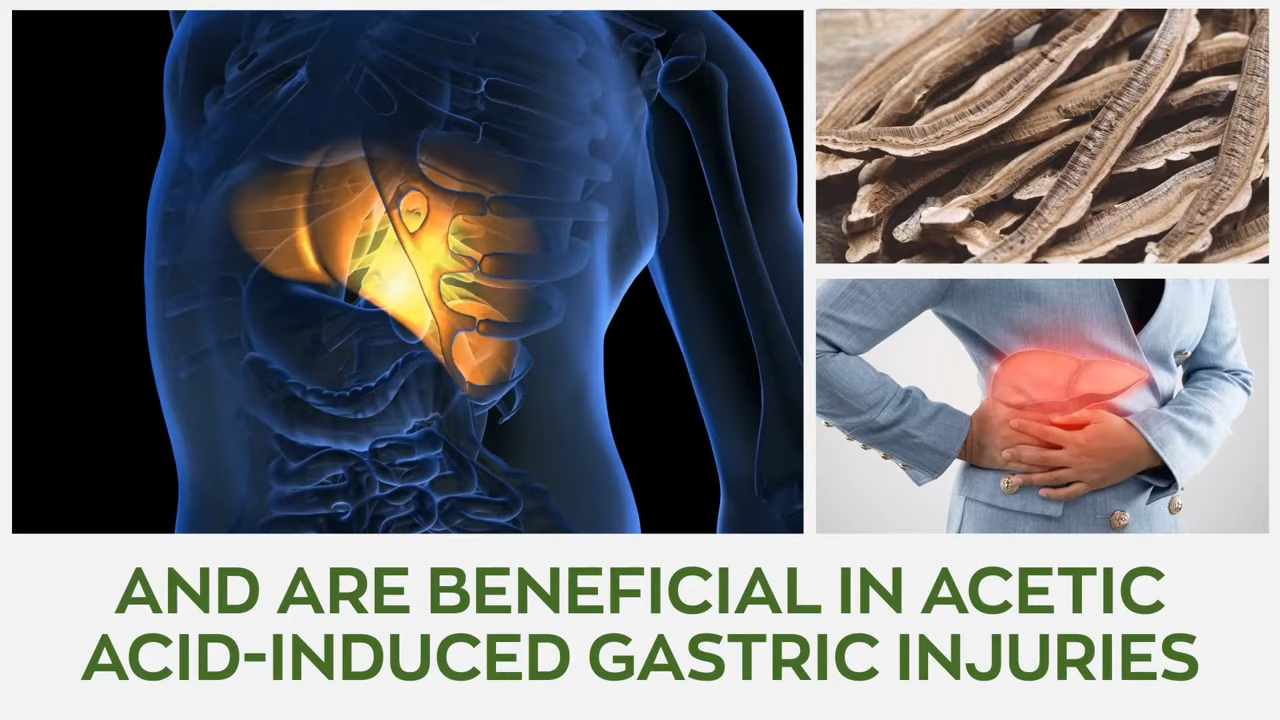 AND ARE BENEFICIAL IN ACETIC
ACID-INDUCED GASTRIC INJURIES